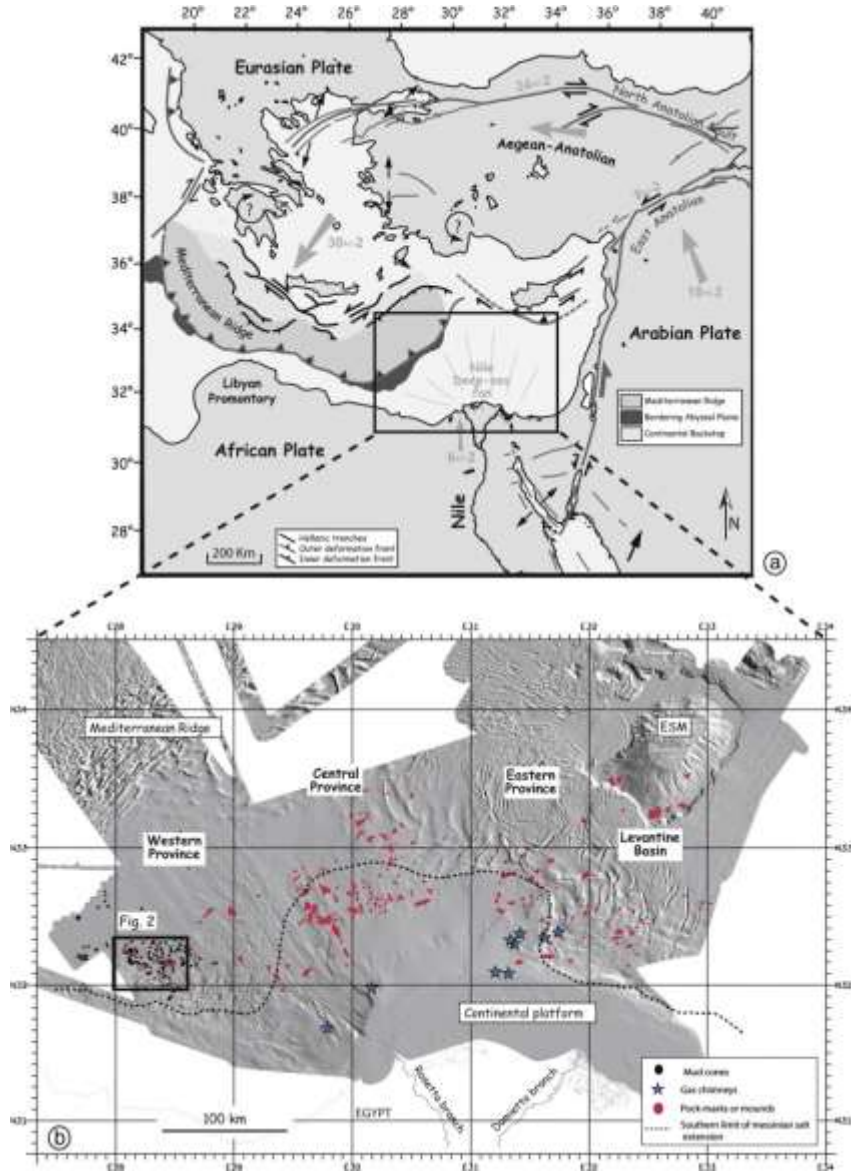 20° 22° 24° 26° 28° 30° 32° 34° 36° 38° 40°
42°
40°
38°
36°
34°
32°
30°
28°
Eurasian Plate
North Anatolian Fault
Aegean-Anatolian
East Anatolian
Mediterranean Ridge
Arabian Plate
Libyan
Promontory
Nile
Deep-sea
fan
African Plate
Nile
Mediterranean Ridge
Bordering Abyssal Plains
Continental Backstop
Hellenic trenches
Outer deformation front
Inner deformation front
200 Km
N
a
Mediterranean Ridge
ESM
Central
Province
Eastern
Province
Western
Province
Levantine
Basin
Fig. 2
Continental platform
Rosetta branch
Damietta branch
EGYPT
100 km
Mud cones
Gas chimneys
Pock marks or mounds
Southern limit of messinian salt
extension
b